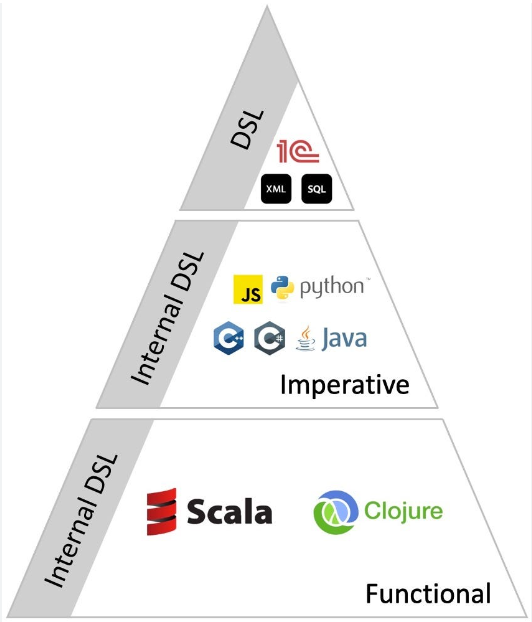 DSL
1C
XML SQL
Internal DSL
JS python™
C++ C# Java
Imperative
Internal DSL
Scala Clojure
Functional